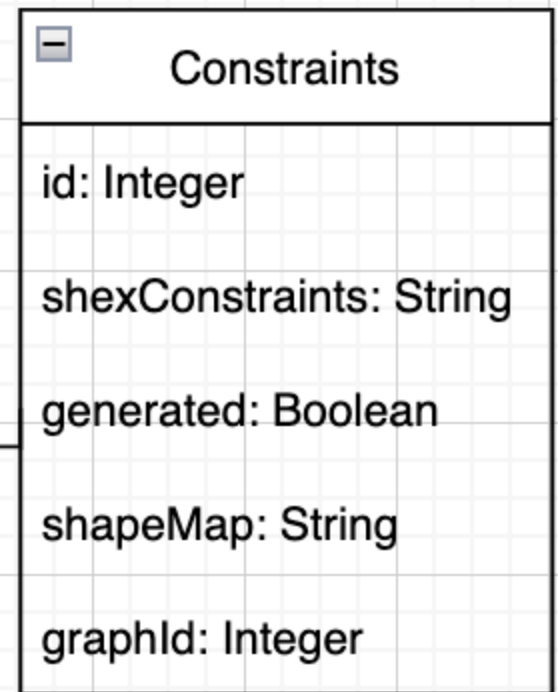 Constraints
id: Integer
shexConstraints: String
generated: Boolean
shapeMap: String
graphId: Integer